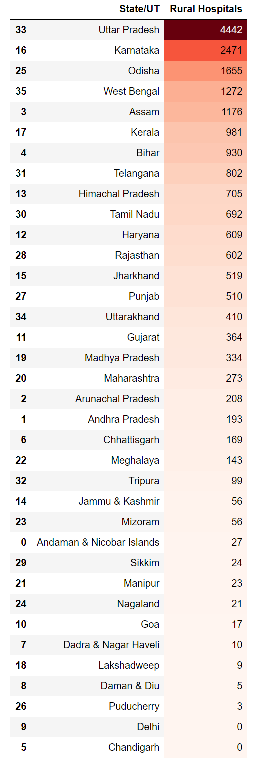 State/UT Rural Hospitals
33 Uttar Pradesh 4442
16 Karnataka 2471
25 Odisha 1655
35 West Bengal 1272
3 Assam 1176
17 Kerala 981
4 Bihar 930
31 Telangana 802
13 Himachal Pradesh 705
30 Tamil Nadu 692
12 Haryana 609
28 Rajasthan 602
15 Jharkhand 519
27 Punjab 510
34 Uttarakhand 410
11 Gujarat 364
19 Madhya Pradesh 334
20 Maharashtra 273
2 Arunachal Pradesh 208
1 Andhra Pradesh 193
6 Chhattisgarh 169
22 Meghalaya 143
32 Tripura 99
14 Jammu & Kashmir 56
23 Mizoram 56
0 Andaman & Nicobar Islands 27
29 Sikkim 24
21 Manipur 23
24 Nagaland 21
10 Goa 17
7 Dadra & Nagar Haveli 10
18 Lakshadweep 9
8 Daman & Diu 5
26 Puducherry 3
9 Delhi 0
5 Chandigarh 0